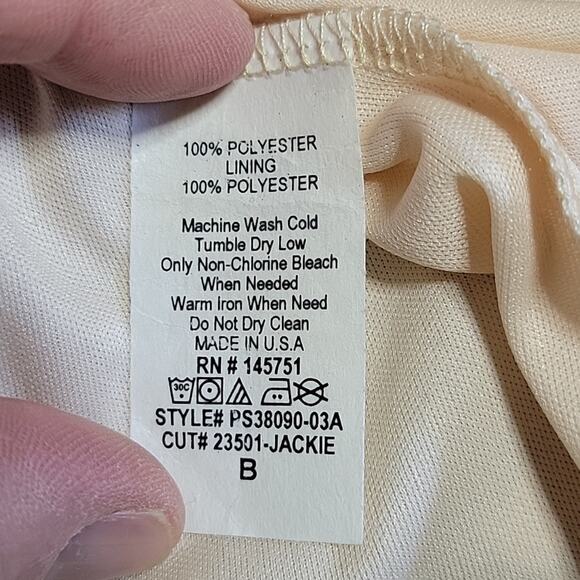 100% POLYESTER
LINING
100% POLYESTER
Machine Wash Cold
Tumble Dry Low
Only Non-Chlorine Bleach
When Needed
Warm Iron When Need
Do Not Dry Clean
MADE IN U.S.A
RN # 145751
30C
STYLE# PS38090-03A
CUT# 23501-JACKIE
B